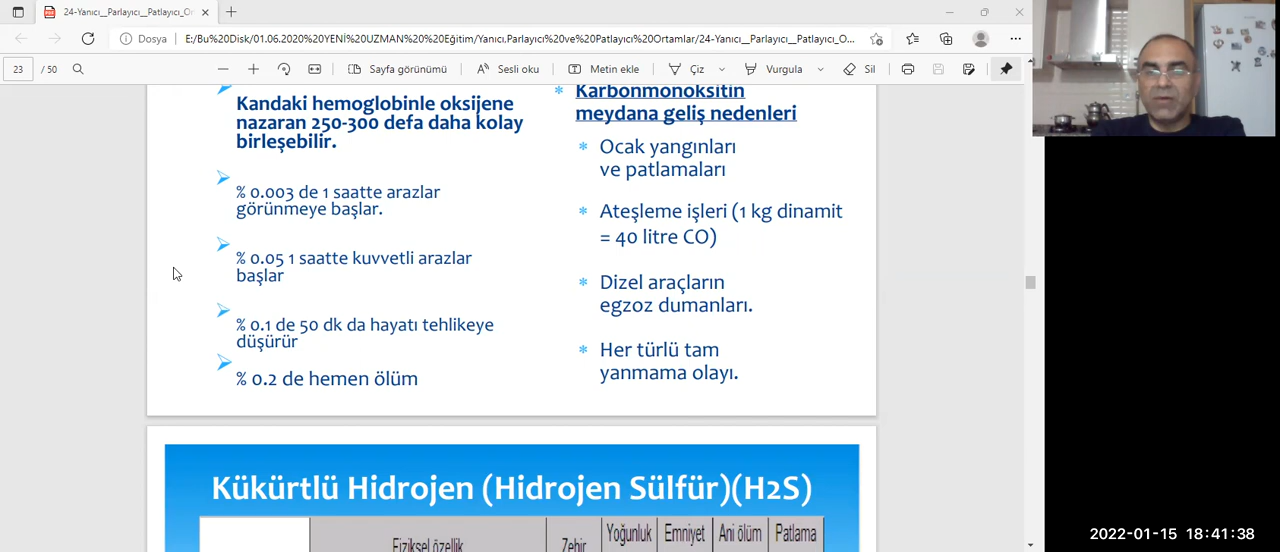 24-Yanıcı__Parlayıcı__Patlayıcı_Or
Dosya
E:/Bu%20Disk/01.06.2020%20YENİ%20UZMAN%20%20Eğitim/Yanıcı.Parlayıcı%20ve%20Patlayıcı%20Ortamlar/24-Yanıcı__Parlayıcı__Patlayıcı_O...
23 / 50
Sayfa görünümü
Sesli oku
Metin ekle
Çiz
Vurgula
Sil
Kandaki hemoglobinle oksijene
nazaran 250-300 defa daha kolay
birleşebilir.
% 0.003 de 1 saatte arazlar
görünmeye başlar.
% 0.05 1 saatte kuvvetli arazlar
başlar
% 0.1 de 50 dk da hayatı tehlikeye
düşürür
% 0.2 de hemen ölüm
Karbonmonoksitin
meydana geliş nedenleri
Ocak yangınları
ve patlamaları
Ateşleme işleri (1 kg dinamit
= 40 litre CO)
Dizel araçların
egzoz dumanları.
Her türlü tam
yanmama olayı.
Kükürtlü Hidrojen (Hidrojen Sülfür)(H2S)
Fiziksel özellik
Zehir
Yoğunluk
Emniyet
Ani ölüm
Patlama
2022-01-15 18:41:38